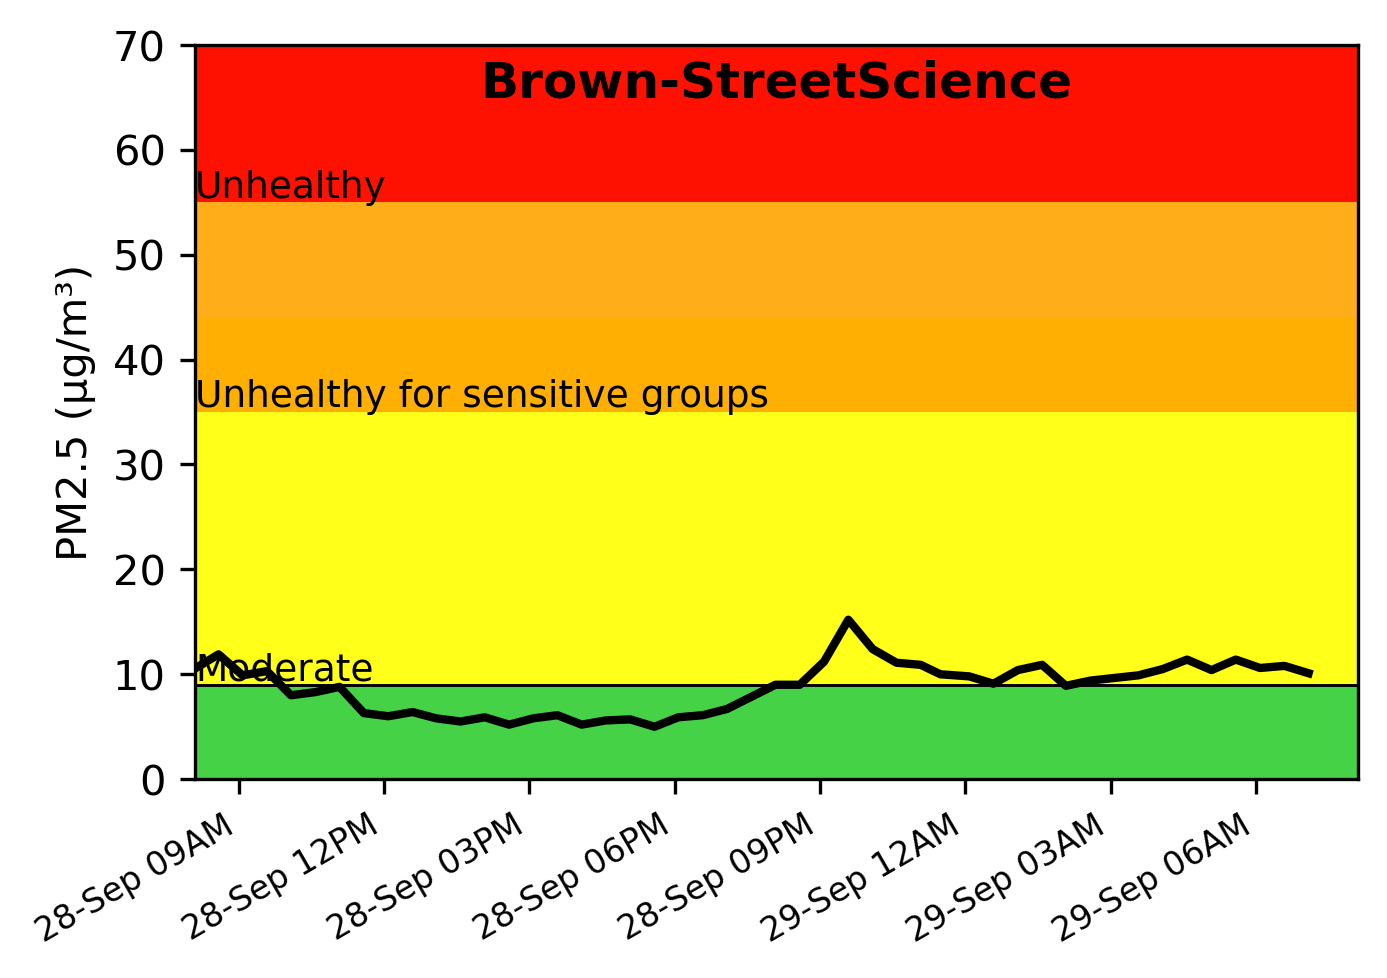 Brown-StreetScience
70
60
50
40
30
20
10
0
PM2.5 (µg/m³)
Unhealthy
Unhealthy for sensitive groups
Moderate
28-Sep 09AM
28-Sep 12PM
28-Sep 03PM
28-Sep 06PM
28-Sep 09PM
29-Sep 12AM
29-Sep 03AM
29-Sep 06AM